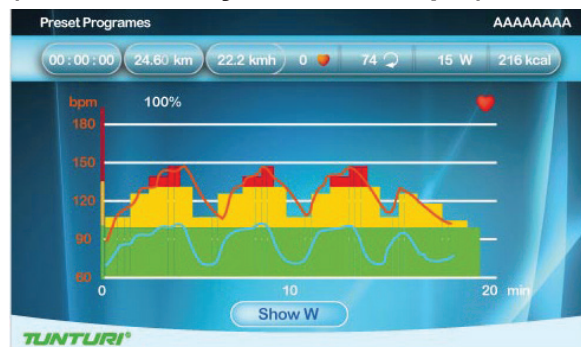 Preset Programes AAAAAAAA
00:00:00 24.60 km 22.2 kmh 0 74 15 W 216 kcal
bpm 100%
180
150
120
90
60
0 10 20 min
Show W
TUNTURI®